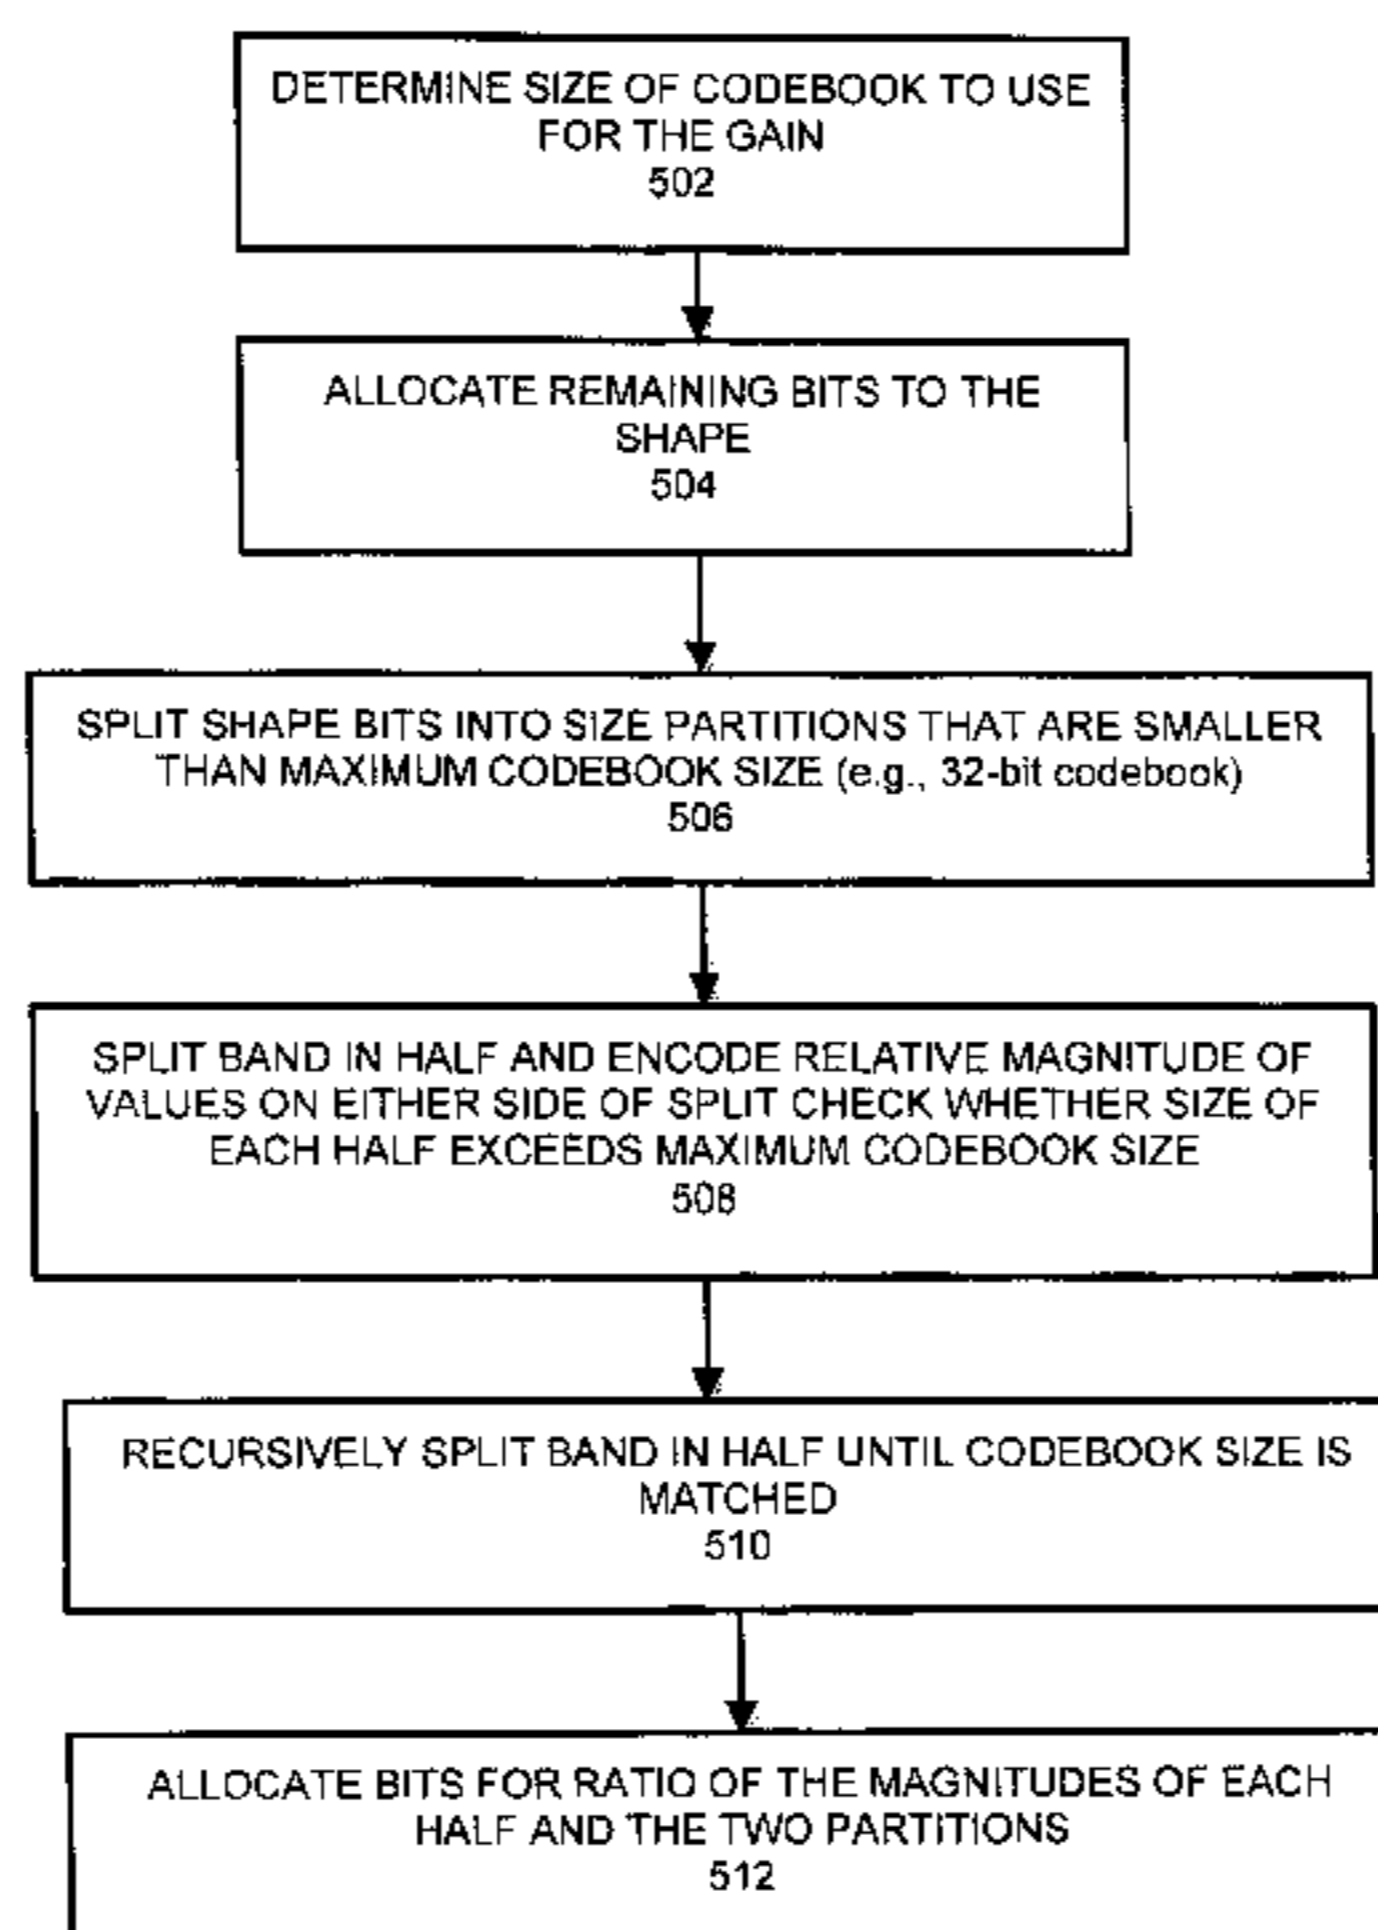 DETERMINE SIZE OF CODEBOOK TO USE
FOR THE GAIN
502
ALLOCATE REMAINING BITS TO THE
SHAPE
504
SPLIT SHAPE BITS INTO SIZE PARTITIONS THAT ARE SMALLER
THAN MAXIMUM CODEBOOK SIZE (e.g., 32-bit codebook)
506
SPLIT BAND IN HALF AND ENCODE RELATIVE MAGNITUDE OF
VALUES ON EITHER SIDE OF SPLIT CHECK WHETHER SIZE OF
EACH HALF EXCEEDS MAXIMUM CODEBOOK SIZE
508
RECURSIVELY SPLIT BAND IN HALF UNTIL CODEBOOK SIZE IS
MATCHED
510
ALLOCATE BITS FOR RATIO OF THE MAGNITUDES OF EACH
HALF AND THE TWO PARTITIONS
512